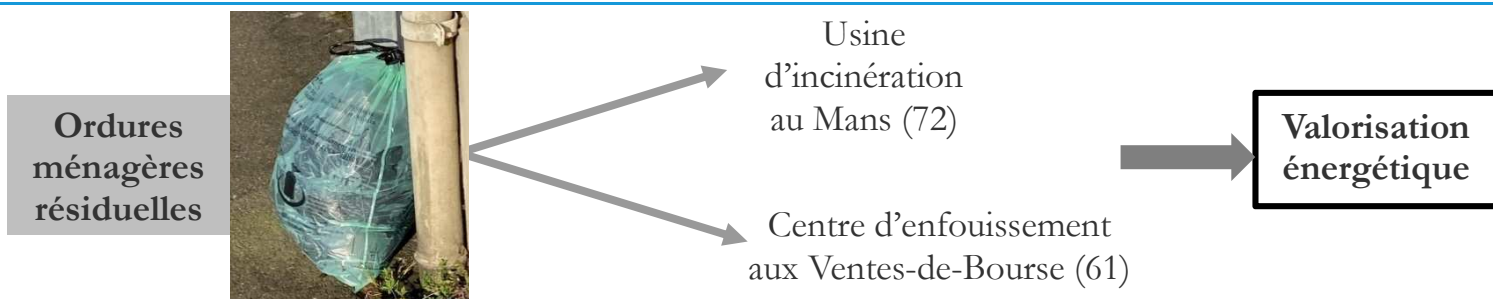 Ordures
ménagères
résiduelles
Usine
d'incinération
au Mans (72)
Centre d'enfouissement
aux Ventes-de-Bourse (61)
Valorisation
énergétique